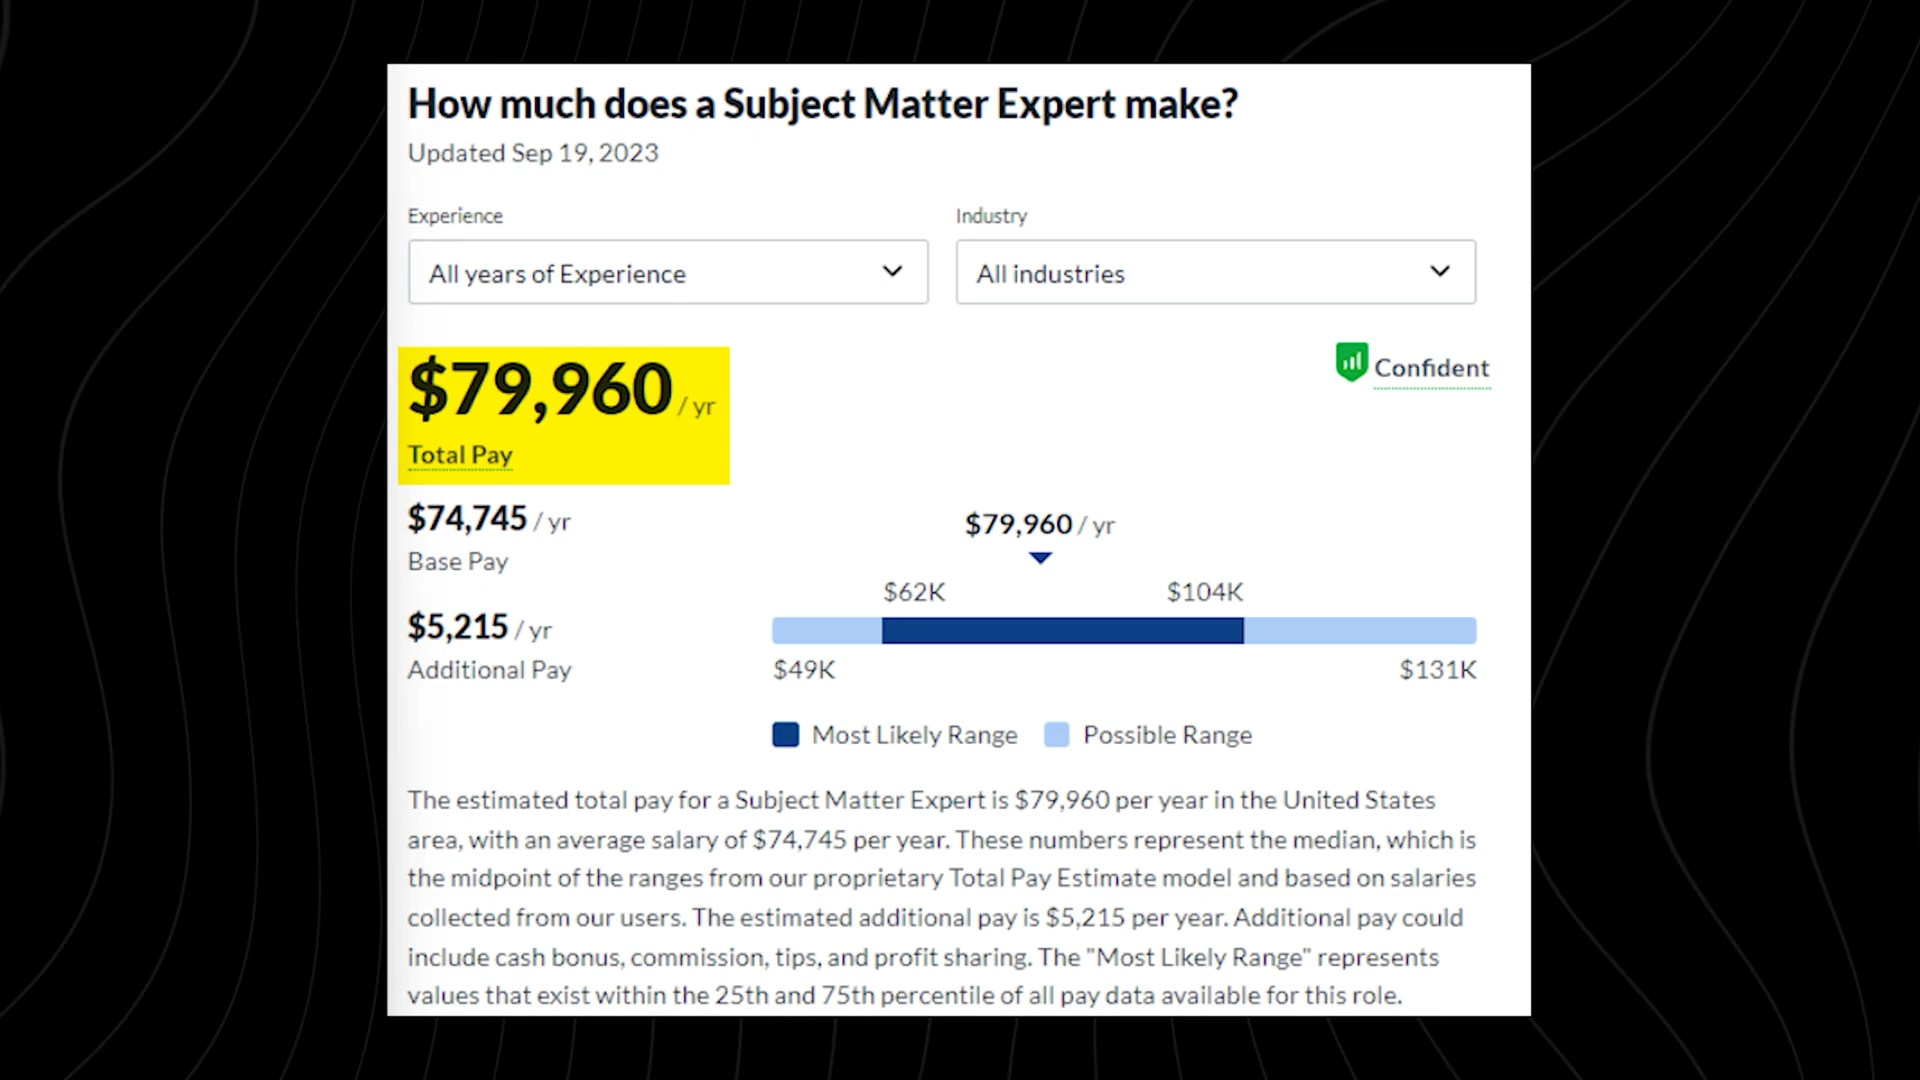 How much does a Subject Matter Expert make?
Updated Sep 19, 2023
Experience
Industry
All years of Experience
All industries
$79,960 / yr
Confident
Total Pay
$74,745 / yr
Base Pay
$79,960 / yr
$62K
$104K
$5,215 / yr
Additional Pay
$49K
$131K
Most Likely Range
Possible Range
The estimated total pay for a Subject Matter Expert is $79,960 per year in the United States
area, with an average salary of $74,745 per year. These numbers represent the median, which is
the midpoint of the ranges from our proprietary Total Pay Estimate model and based on salaries
collected from our users. The estimated additional pay is $5,215 per year. Additional pay could
include cash bonus, commission, tips, and profit sharing. The "Most Likely Range" represents
values that exist within the 25th and 75th percentile of all pay data available for this role.